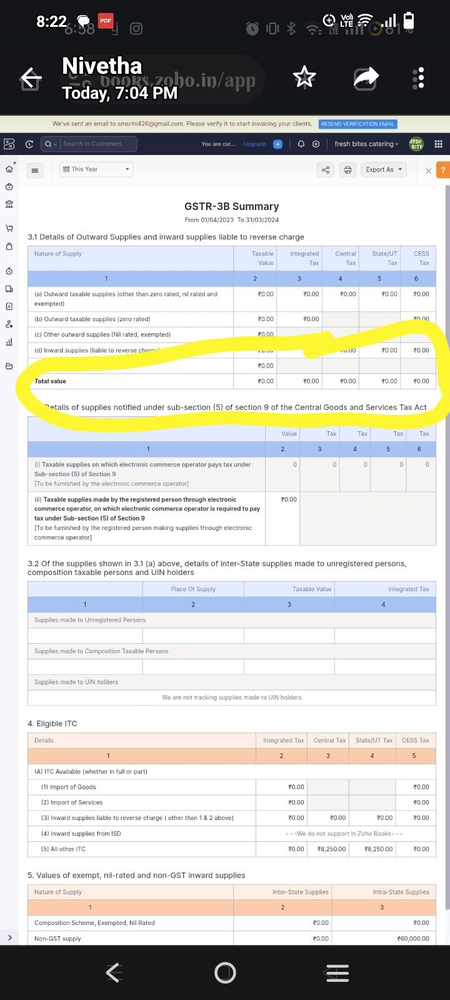 8:22
PDF
6:58
Vo)
LTE
61%
Nivetha
books.zoho.in/app
Today, 7:04 PM
We've sent an email to smsrini426@gmail.com. Please verify it to start invoicing your clients. RESEND VERIFICATION EMAIL
Search in Customers
You are cur... Upgrade
fresh bites catering
This Year
Export As
?
GSTR-3B Summary
From 01/04/2023 To 31/03/2024
3.1 Details of Outward Supplies and inward supplies liable to reverse charge
Nature of Supply Taxable Value Integrated Tax Central Tax State/UT Tax CESS Tax
1 2 3 4 5 6
(a) Outward taxable supplies (other than zero rated, nil rated and ₹0.00 ₹0.00 ₹0.00 ₹0.00 ₹0.00
exempted)
(b) Outward taxable supplies (zero rated) ₹0.00 ₹0.00 ₹0.00
(c) Other outward supplies (Nil rated, exempted) ₹0.00
(d) Inward supplies (liable to reverse charge) ₹0.00 ₹0.00 ₹0.00
₹0.00
Total value ₹0.00 ₹0.00 ₹0.00 ₹0.00 ₹0.00
Details of supplies notified under sub-section (5) of section 9 of the Central Goods and Services Tax Act
Value Tax Tax Tax Tax
1 2 3 4 5 6
(i) Taxable supplies on which electronic commerce operator pays tax under 0 0 0 0 0
Sub-section (5) of Section 9
[To be furnished by the electronic commerce operator]
(ii) Taxable supplies made by the registered person through electronic ₹0.00
commerce operator, on which electronic commerce operator is required to pay
tax under Sub-section (5) of Section 9
[To be furnished by the registered person making supplies through electronic
commerce operator]
3.2 Of the supplies shown in 3.1 (a) above, details of Inter-State supplies made to unregistered persons,
composition taxable persons and UIN holders
Place Of Supply Taxable Value Integrated Tax
1 2 3 4
Supplies made to Unregistered Persons
Supplies made to Composition Taxable Persons
Supplies made to UIN holders
We are not tracking supplies made to UIN holders
4. Eligible ITC
Details Integrated Tax Central Tax State/UT Tax CESS Tax
1 2 3 4 5
(A) ITC Available (whether in full or part)
(1) Import of Goods ₹0.00 ₹0.00
(2) Import of Services ₹0.00 ₹0.00
(3) Inward supplies liable to reverse charge ( other than 1 & 2 above) ₹0.00 ₹0.00 ₹0.00 ₹0.00
(4) Inward supplies from ISD - - -We do not support in Zoho Books- - -
(5) All other ITC ₹0.00 ₹8,250.00 ₹8,250.00 ₹0.00
5. Values of exempt, nil-rated and non-GST inward supplies
Nature of Supply Inter-State Supplies Intra-State Supplies
1 2 3
Composition Scheme, Exempted, Nil Rated ₹0.00 ₹0.00
Non-GST supply ₹0.00 ₹60,000.00